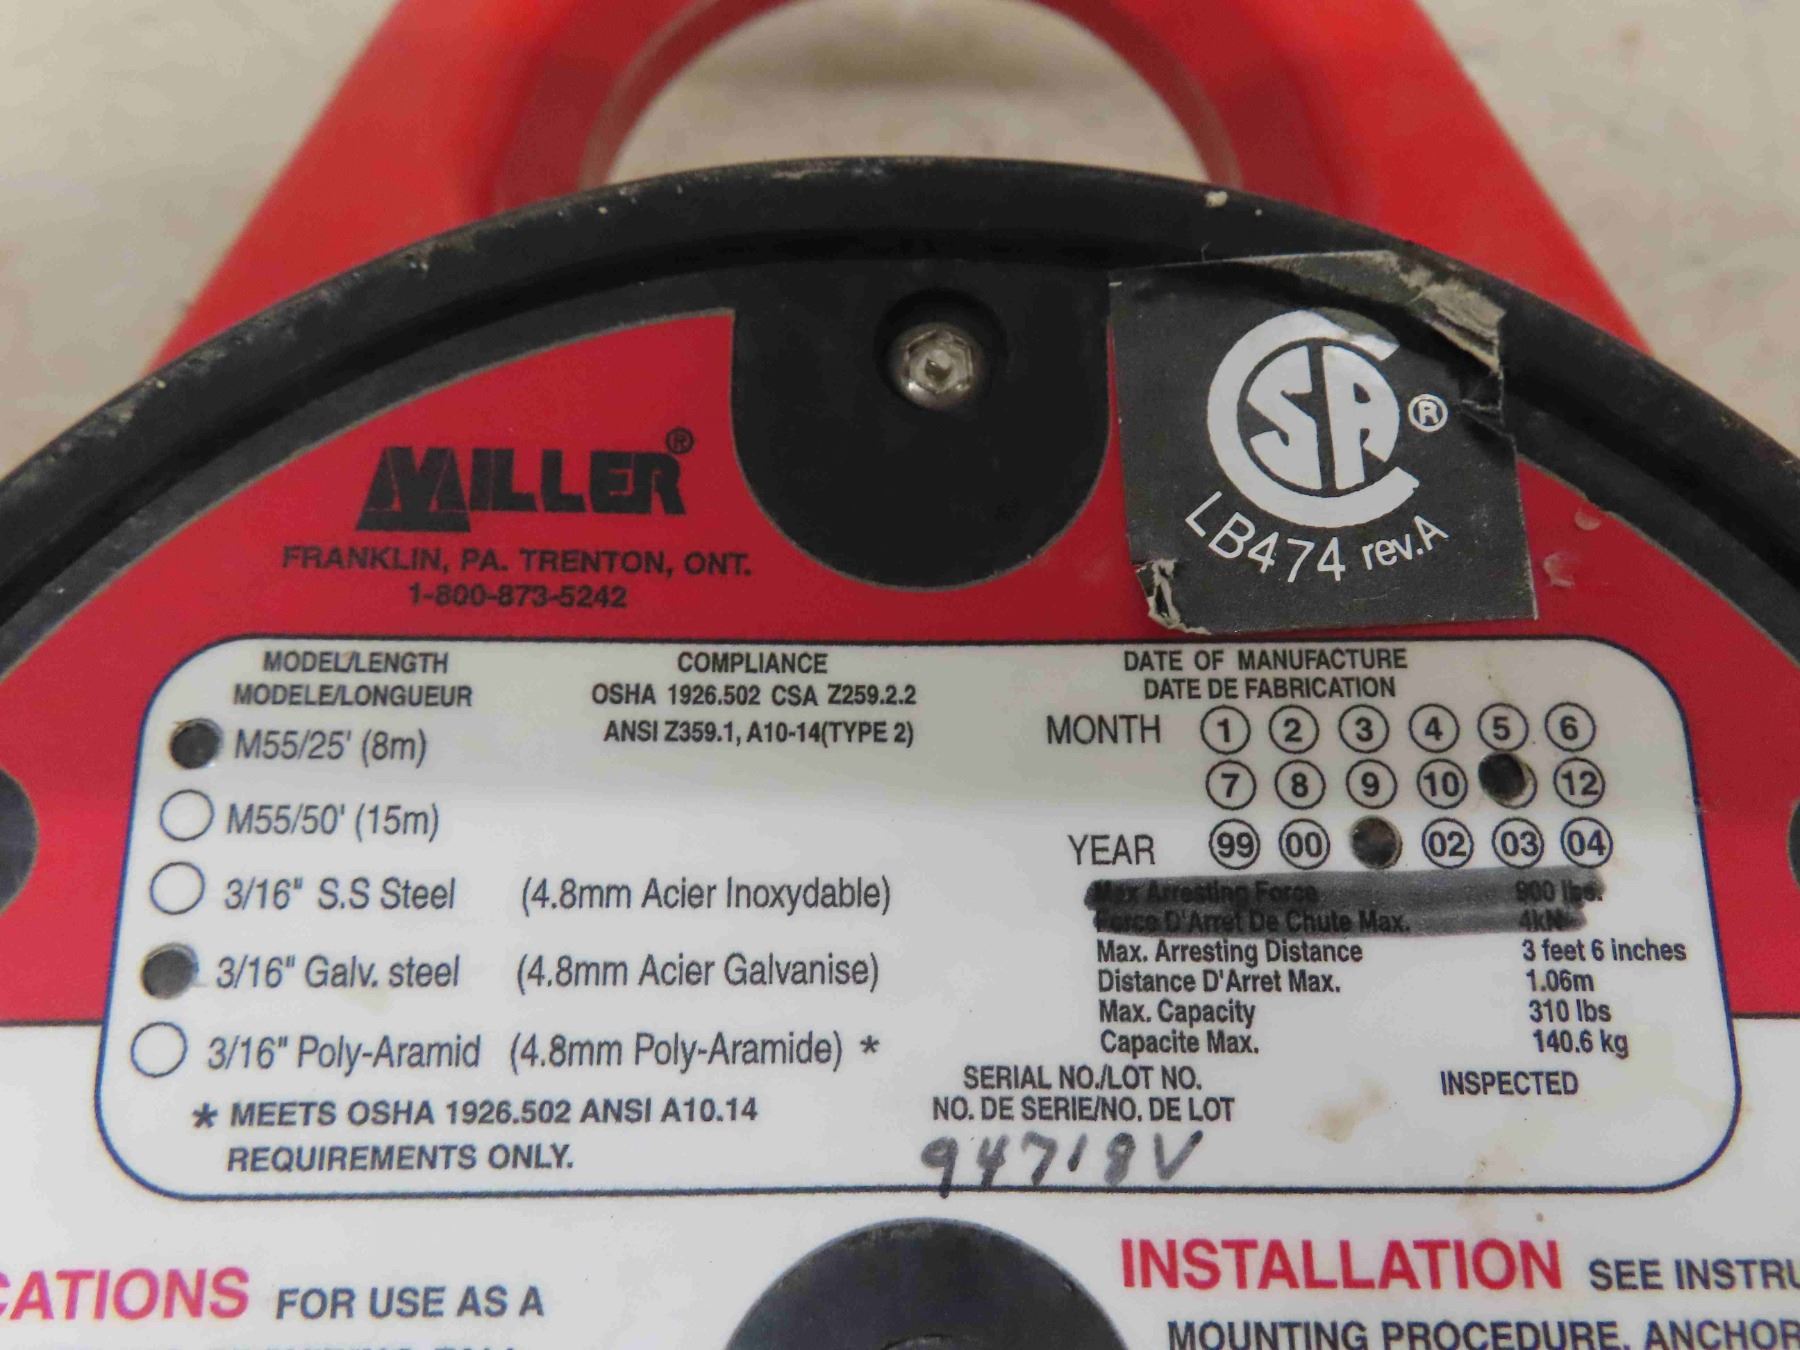 MILLER®
FRANKLIN, PA. TRENTON, ONT.
1-800-873-5242
CSA ®
LB474 rev.A
MODEL/LENGTH
MODELE/LONGUEUR
M55/25' (8m)
M55/50' (15m)
3/16" S.S Steel (4.8mm Acier Inoxydable)
3/16" Galv. steel (4.8mm Acier Galvanise)
3/16" Poly-Aramid (4.8mm Poly-Aramide) *
* MEETS OSHA 1926.502 ANSI A10.14
REQUIREMENTS ONLY.
COMPLIANCE
OSHA 1926.502 CSA Z259.2.2
ANSI Z359.1, A10-14(TYPE 2)
DATE OF MANUFACTURE
DATE DE FABRICATION
MONTH 1 2 3 4 5 6
7 8 9 10 12
YEAR 99 00 02 03 04
Max Arresting Force 900 lbs.
Force D'Arret De Chute Max. 4kN
Max. Arresting Distance 3 feet 6 inches
Distance D'Arret Max. 1.06m
Max. Capacity 310 lbs
Capacite Max. 140.6 kg
SERIAL NO./LOT NO.
NO. DE SERIE/NO. DE LOT
94718V
INSPECTED
CATIONS FOR USE AS A
INSTALLATION SEE INSTRU
MOUNTING PROCEDURE. ANCHOR